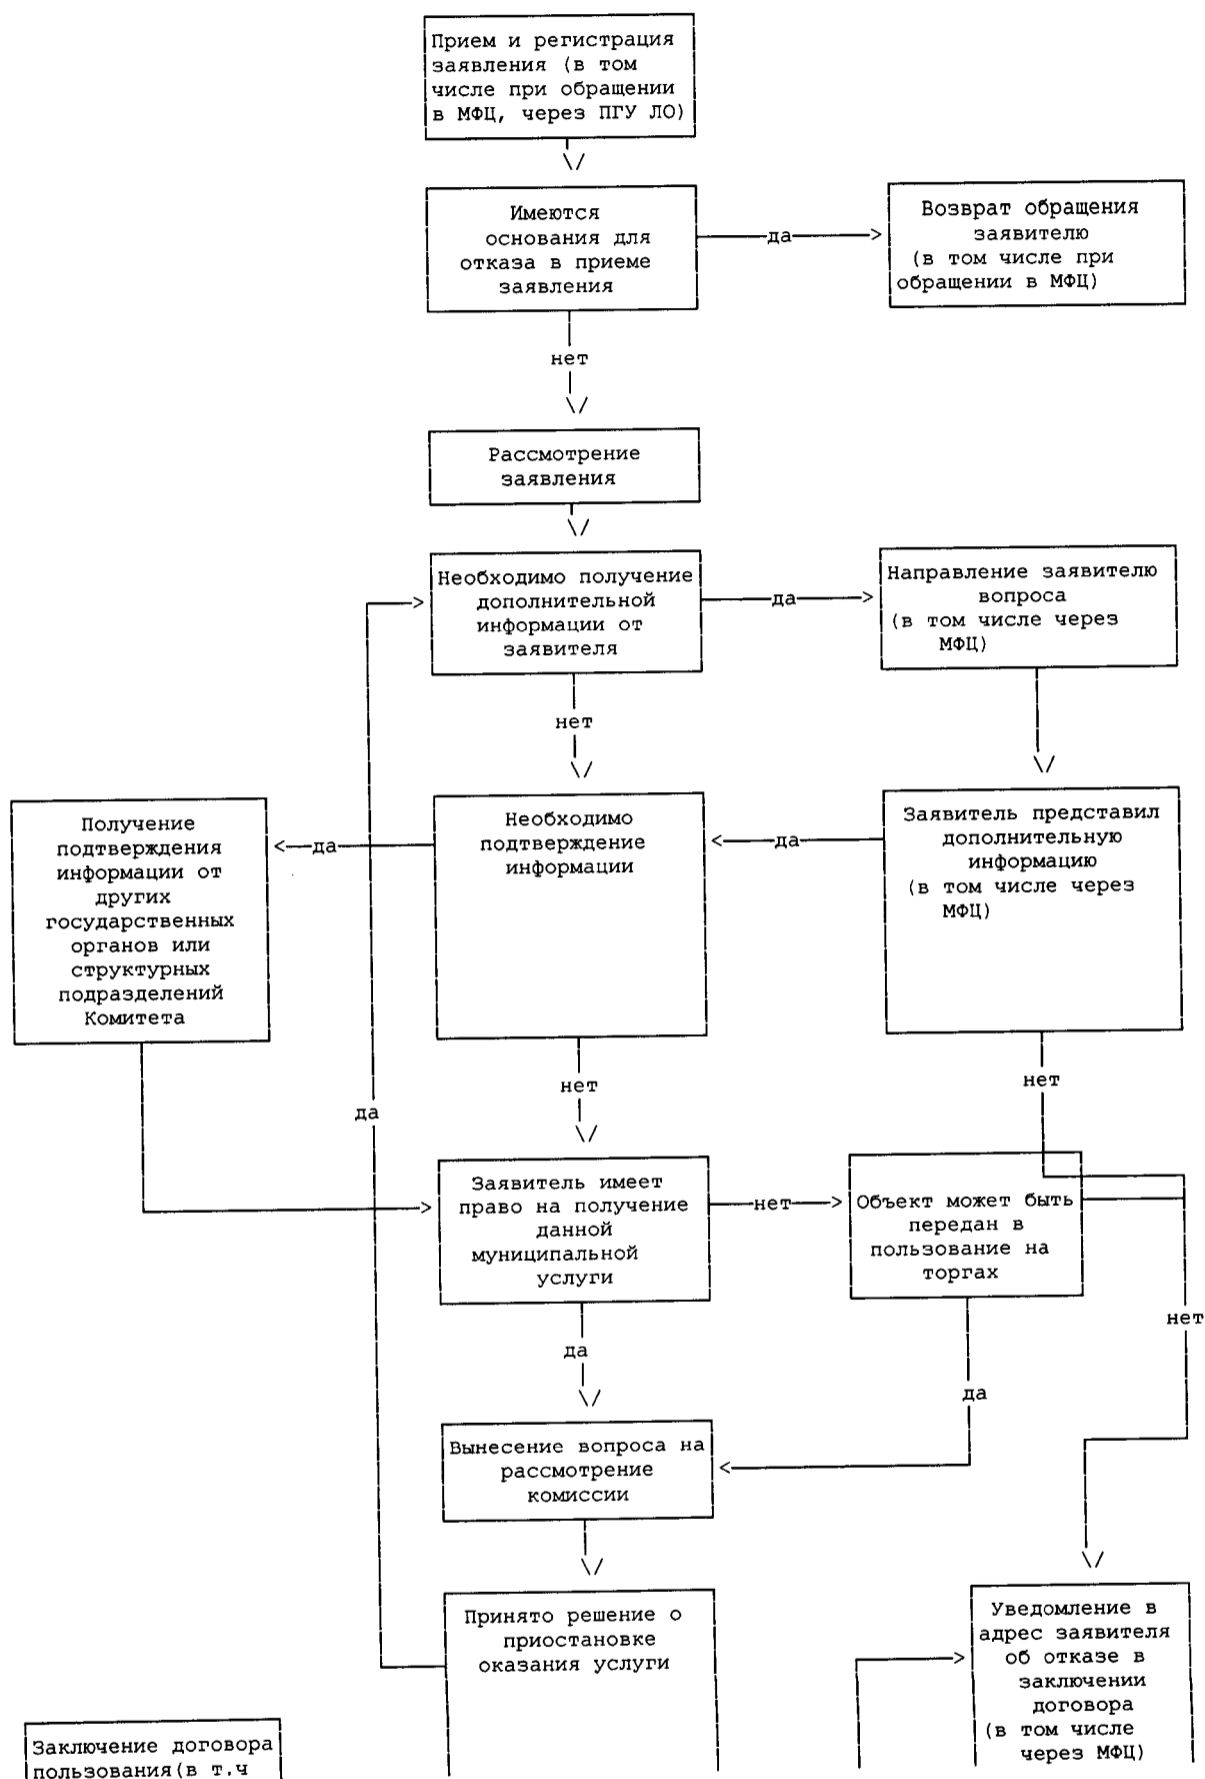 Прием и регистрация
заявления (в том
числе при обращении
в МФЦ, через ПГУ ЛО)
Имеются
основания для
отказа в приеме
заявления
да
Возврат обращения
заявителю
(в том числе при
обращении в МФЦ)
нет
Рассмотрение
заявления
Необходимо получение
дополнительной
информации от
заявителя
да
Направление заявителю
вопроса
(в том числе через
МФЦ)
нет
Получение
подтверждения
информации от
других
государственных
органов или
структурных
подразделений
Комитета
да
Необходимо
подтверждение
информации
да
Заявитель представил
дополнительную
информацию
(в том числе через
МФЦ)
нет
нет
да
Заявитель имеет
право на получение
данной
муниципальной
услуги
нет
Объект может быть
передан в
пользование на
торгах
нет
да
да
Вынесение вопроса на
рассмотрение
комиссии
Принято решение о
приостановке
оказания услуги
Уведомление в
адрес заявителя
об отказе в
заключении
договора
(в том числе
через МФЦ)
Заключение договора
пользования(в т.ч